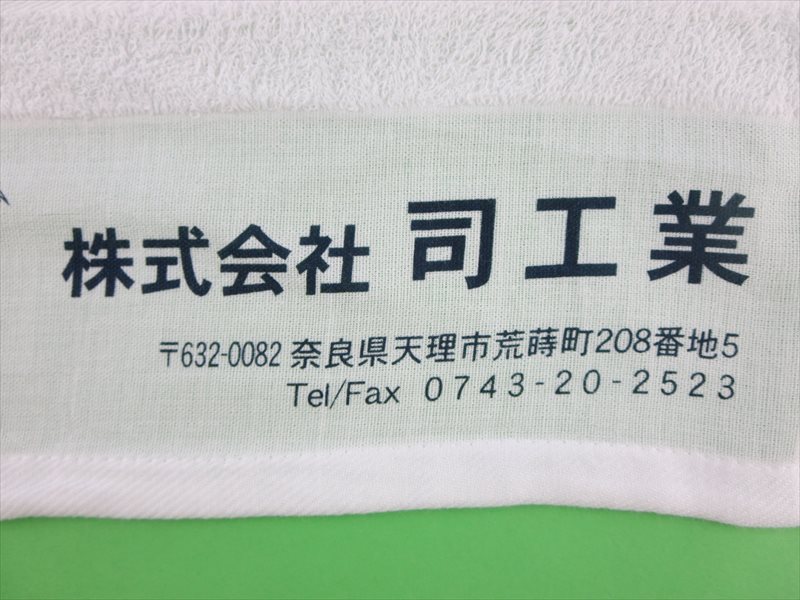 株式会社 司工業
〒632-0082 奈良県天理市荒蒔町208番地5
Tel/Fax 0743-20-2523